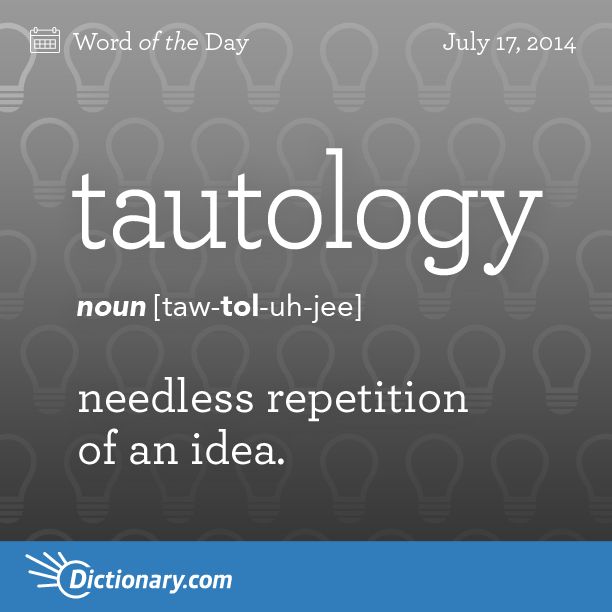 Word of the Day
July 17, 2014
tautology
noun [taw-tol-uh-jee]
needless repetition
of an idea.
Dictionary.com